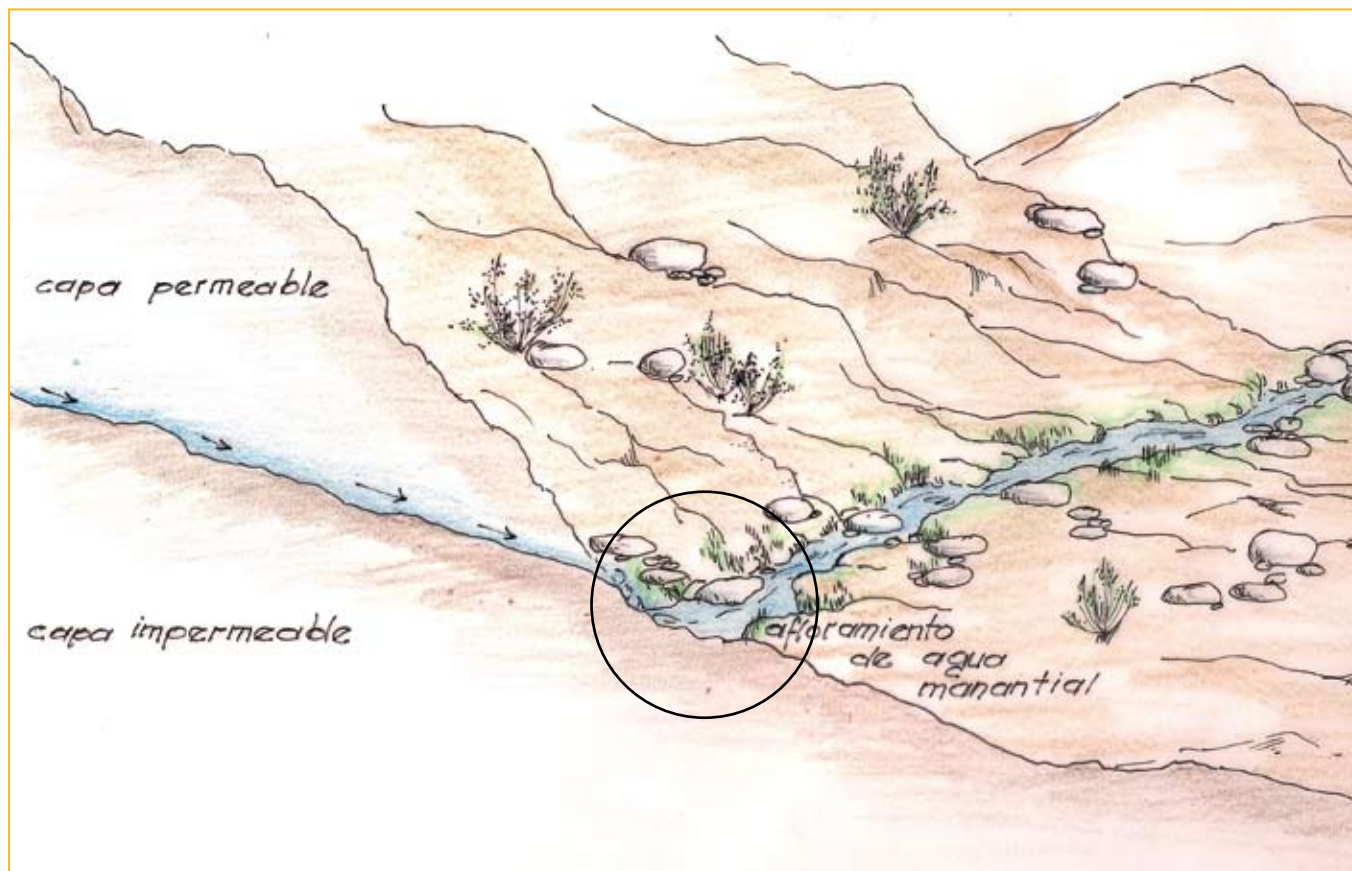 capa permeable
capa impermeable
afloramiento
de agua
manantial